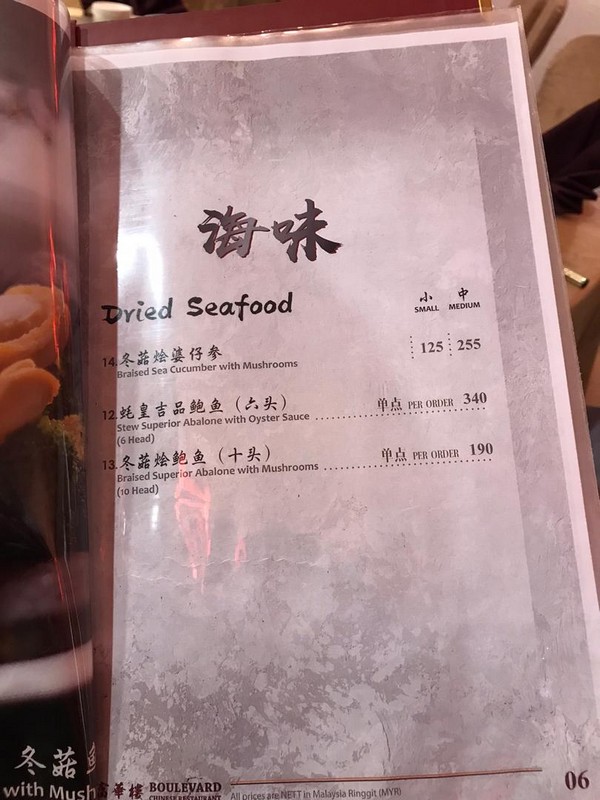 海味
Dried Seafood
小 中
SMALL MEDIUM
14.冬菇烩婆仔参 125 255
Braised Sea Cucumber with Mushrooms
12.蚝皇吉品鲍鱼（六头） 单点 PER ORDER 340
Stew Superior Abalone with Oyster Sauce
(6 Head)
13.冬菇烩鲍鱼（十头） 单点 PER ORDER 190
Braised Superior Abalone with Mushrooms
(10 Head)
冬菇
with Mush
富華樓 BOULEVARD
CHINESE RESTAURANT
All prices are NETT in Malaysia Ringgit (MYR)
06